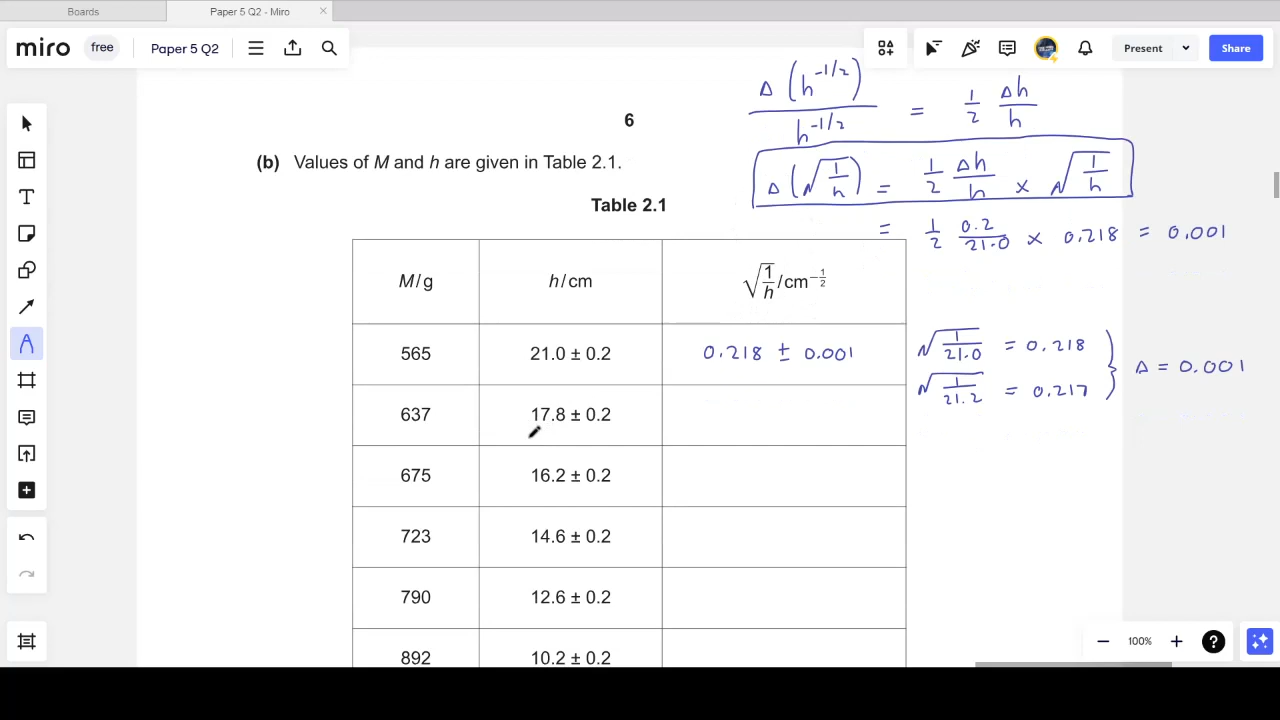 Boards
Paper 5 Q2 - Miro
miro free Paper 5 Q2
Present
Share
6
(b) Values of M and h are given in Table 2.1.
Table 2.1
Δ(h^{-1/2}) / h^{-1/2} = 1/2 Δh/h
Δ(√(1/h)) = 1/2 Δh/h × √(1/h)
= 1/2 0.2/21.0 × 0.218 = 0.001
M/g h/cm √(1/h)/cm^{-1/2}
565 21.0 ± 0.2 0.218 ± 0.001
637 17.8 ± 0.2
675 16.2 ± 0.2
723 14.6 ± 0.2
790 12.6 ± 0.2
892 10.2 ± 0.2
√(1/21.0) = 0.218
√(1/21.2) = 0.217
Δ = 0.001
100%